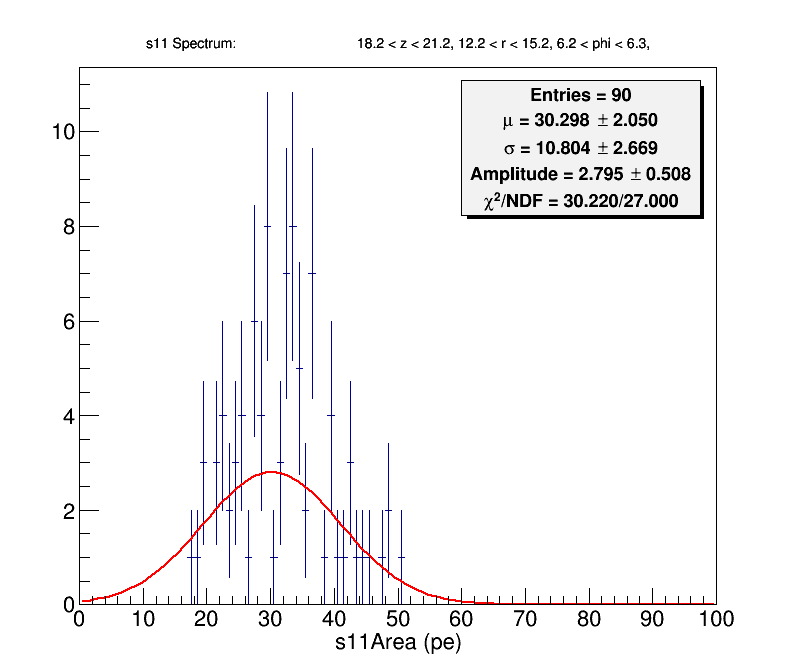 s11 Spectrum: 18.2 < z < 21.2, 12.2 < r < 15.2, 6.2 < phi < 6.3,
Entries = 90
μ = 30.298 ± 2.050
σ = 10.804 ± 2.669
Amplitude = 2.795 ± 0.508
χ²/NDF = 30.220/27.000
10
8
6
4
2
0
0 10 20 30 40 50 60 70 80 90 100
s11Area (pe)